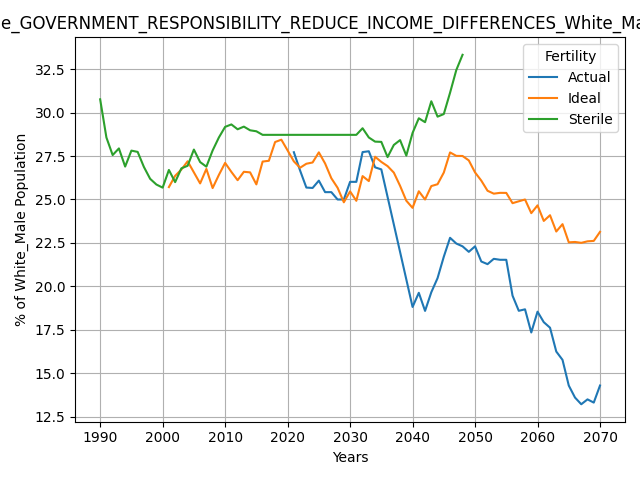 e_GOVERNMENT_RESPONSIBILITY_REDUCE_INCOME_DIFFERENCES_White_Ma
Fertility
Actual
Ideal
Sterile
% of White_Male Population
32.5
30.0
27.5
25.0
22.5
20.0
17.5
15.0
12.5
1990 2000 2010 2020 2030 2040 2050 2060 2070
Years